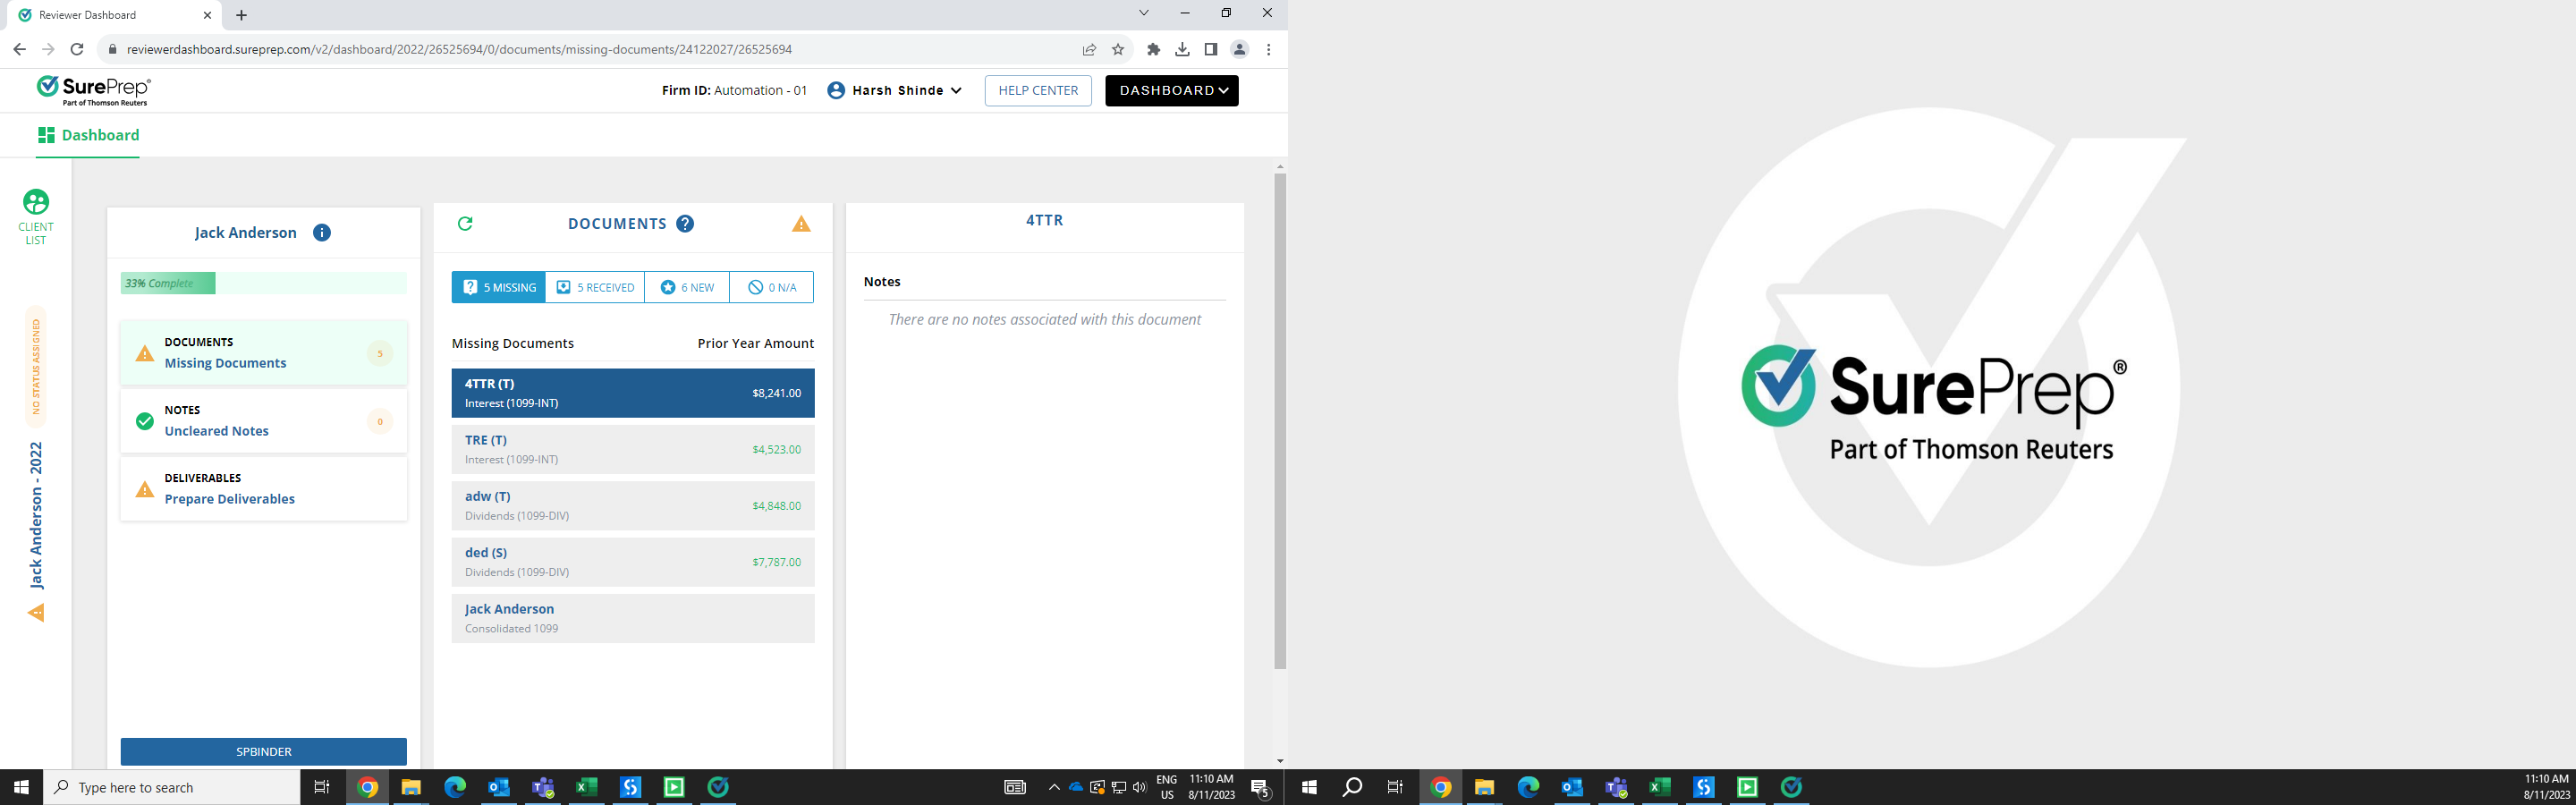 Reviewer Dashboard
reviewerdashboard.sureprep.com/v2/dashboard/2022/26525694/0/documents/missing-documents/24122027/26525694
SurePrep®
Part of Thomson Reuters
Firm ID: Automation - 01
Harsh Shinde
HELP CENTER
DASHBOARD
Dashboard
CLIENT
LIST
NO STATUS ASSIGNED
Jack Anderson - 2022
Jack Anderson
33% Complete
DOCUMENTS
Missing Documents
5
NOTES
Uncleared Notes
0
DELIVERABLES
Prepare Deliverables
SPBINDER
DOCUMENTS
5 MISSING
5 RECEIVED
6 NEW
0 N/A
Missing Documents Prior Year Amount
4TTR (T)
Interest (1099-INT)
$8,241.00
TRE (T)
Interest (1099-INT)
$4,523.00
adw (T)
Dividends (1099-DIV)
$4,848.00
ded (S)
Dividends (1099-DIV)
$7,787.00
Jack Anderson
Consolidated 1099
4TTR
Notes
There are no notes associated with this document
SurePrep®
Part of Thomson Reuters
Type here to search
ENG
US
11:10 AM
8/11/2023
5
11:10 AM
8/11/2023